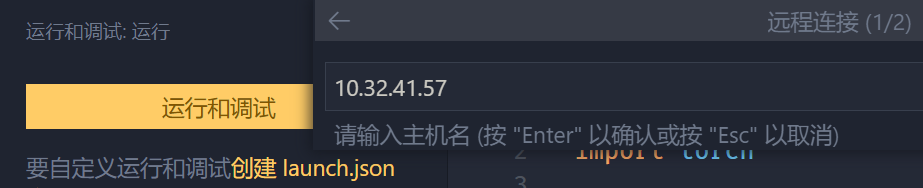 运行和调试: 运行
运行和调试
要自定义运行和调试创建 launch.json
远程连接 (1/2)
10.32.41.57
请输入主机名 (按 "Enter" 以确认或按 "Esc" 以取消)
2 import torch
3